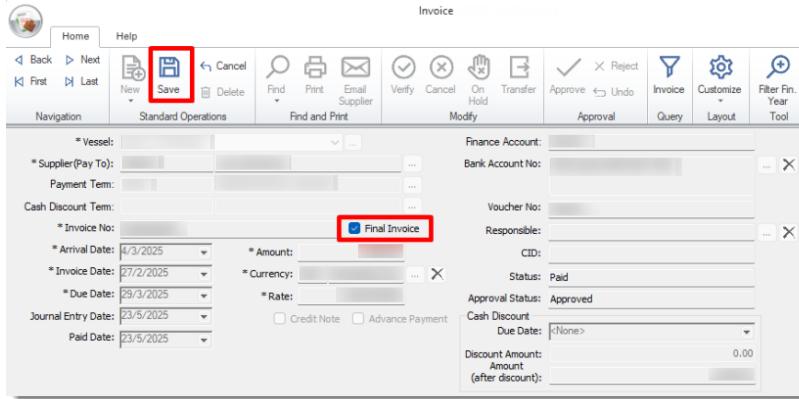 Invoice
Home Help
Back Next
First Last
New Save Cancel Delete
Find Print Email Supplier
Verify Cancel On Hold Transfer
Approve Reject Undo
Invoice
Customize
Filter Fin. Year
Navigation Standard Operations Find and Print Modify Approval Query Layout Tool
* Vessel: ...
* Supplier(Pay To): ...
Payment Term: ...
Cash Discount Term: ...
* Invoice No: Final Invoice
* Arrival Date: 4/3/2025 * Amount:
* Invoice Date: 27/2/2025 * Currency: ...
* Due Date: 29/3/2025 * Rate:
Journal Entry Date: 23/5/2025 Credit Note Advance Payment
Paid Date: 23/5/2025
Finance Account:
Bank Account No: ...
Voucher No:
Responsible: ...
CID:
Status: Paid
Approval Status: Approved
Cash Discount
Due Date: <None>
Discount Amount: 0.00
Amount
(after discount):